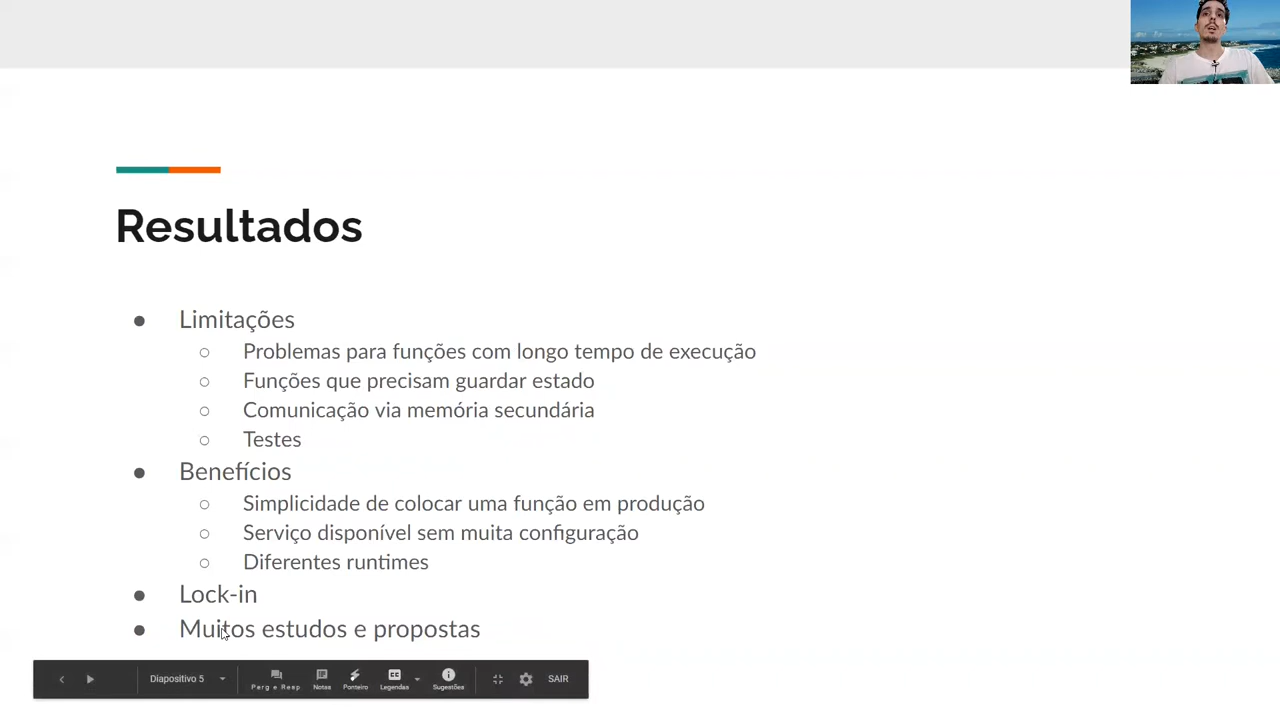 Resultados
● Limitações
○ Problemas para funções com longo tempo de execução
○ Funções que precisam guardar estado
○ Comunicação via memória secundária
○ Testes
● Benefícios
○ Simplicidade de colocar uma função em produção
○ Serviço disponível sem muita configuração
○ Diferentes runtimes
● Lock-in
● Muitos estudos e propostas
Diapositivo 5 Perg e Resp Notas Ponteiro Legendas Sugestões SAIR